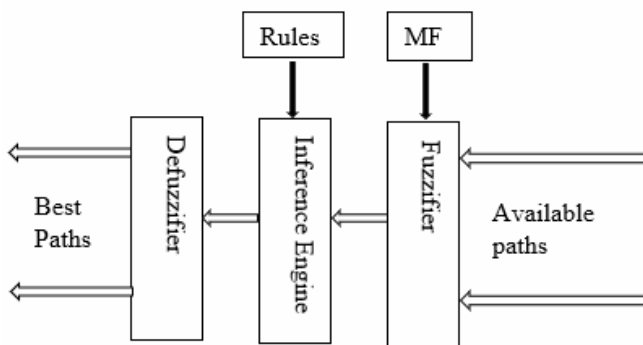 Rules
MF
Defuzzifier
Inference Engine
Fuzzifier
Best
Paths
Available
paths